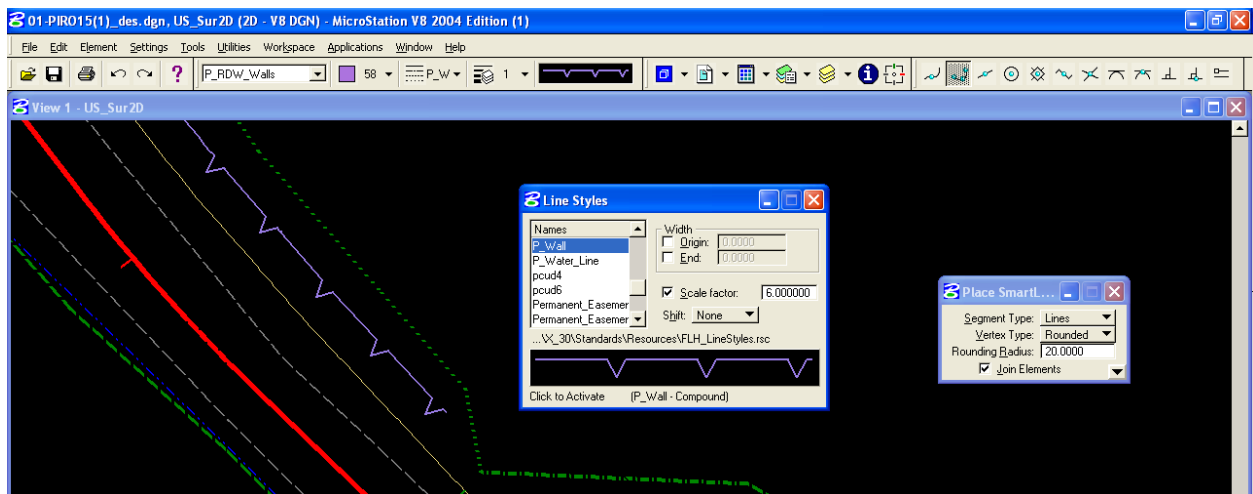 01-PIRO15(1)_des.dgn, US_Sur2D (2D - V8 DGN) - MicroStation V8 2004 Edition (1)
File Edit Element Settings Tools Utilities Workspace Applications Window Help
P_RDW_Walls 58 P_W 1
View 1 - US_Sur2D
Line Styles
Names
P_Wall
P_Water_Line
pcud4
pcud6
Permanent_Easemer
Permanent_Easemer
Width
Origin: 0.0000
End: 0.0000
Scale factor: 6.000000
Shift: None
...\X_30\Standards\Resources\FLH_LineStyles.rsc
Click to Activate (P_Wall - Compound)
Place SmartL...
Segment Type: Lines
Vertex Type: Rounded
Rounding Radius: 20.0000
Join Elements